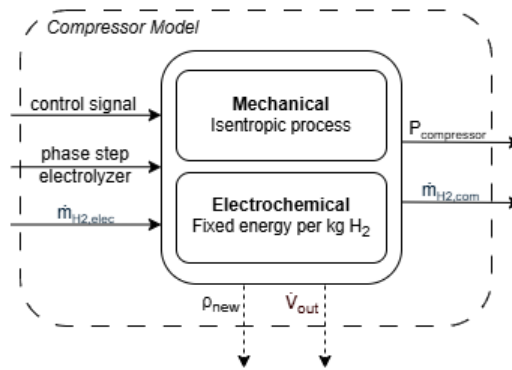 Compressor Model
control signal
phase step
electrolyzer
ṁH2,elec
Mechanical
Isentropic process
Electrochemical
Fixed energy per kg H2
Pcompressor
ṁH2,com
ρnew
V̇out